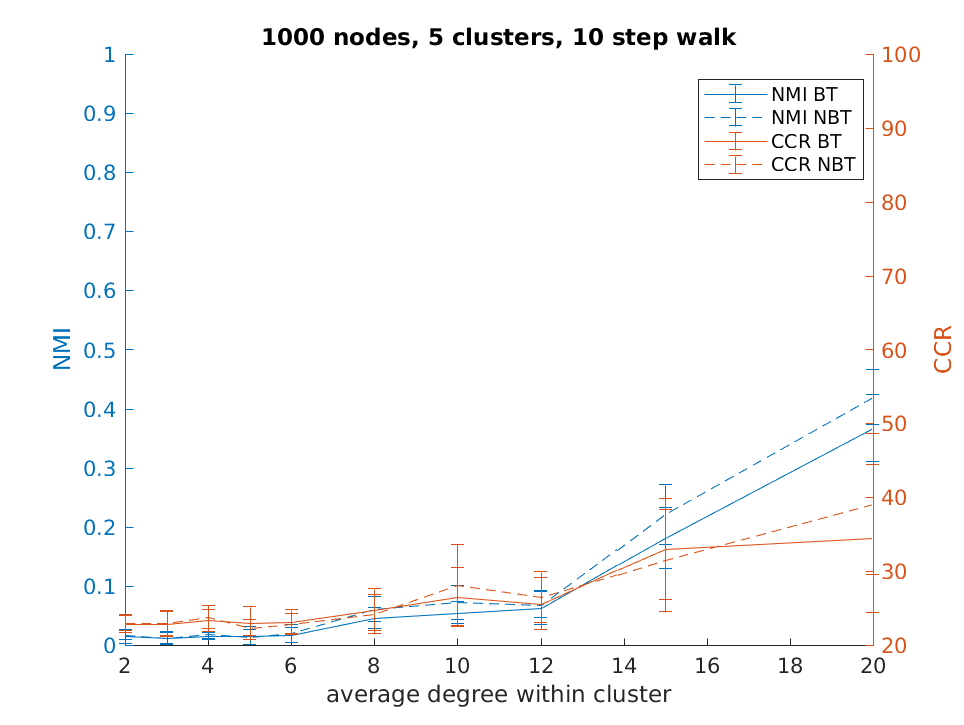 1000 nodes, 5 clusters, 10 step walk
1
0.9
0.8
0.7
0.6
0.5
0.4
0.3
0.2
0.1
0
NMI
100
90
80
70
60
50
40
30
20
CCR
NMI BT
NMI NBT
CCR BT
CCR NBT
2 4 6 8 10 12 14 16 18 20
average degree within cluster